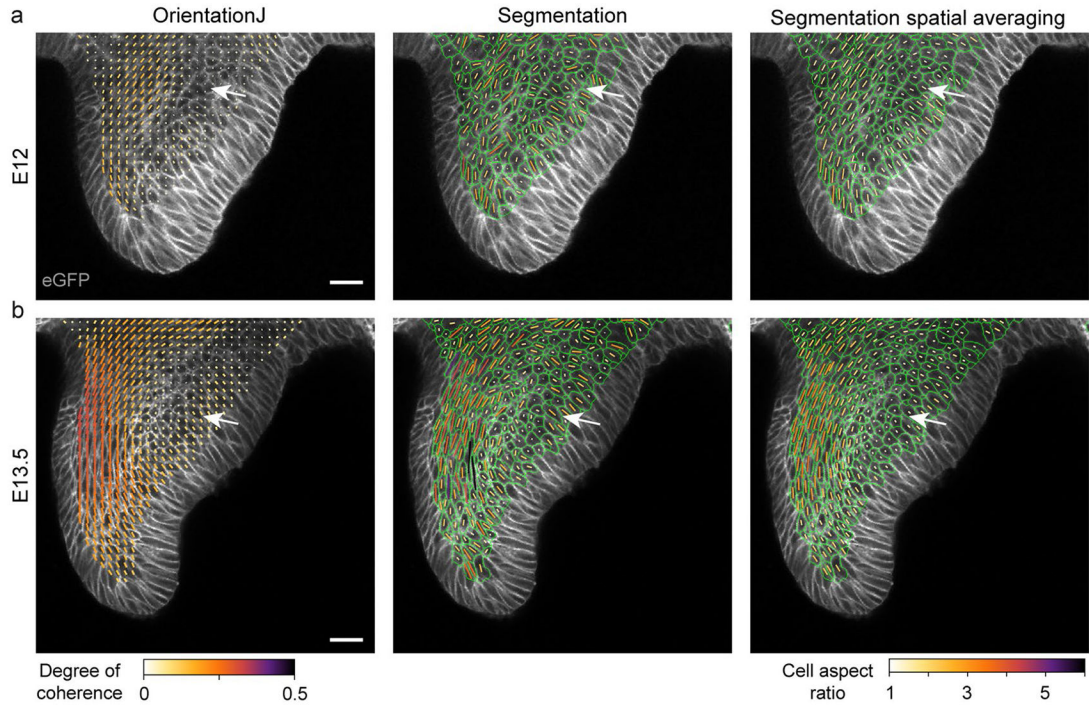 a
OrientationJ
Segmentation
Segmentation spatial averaging
E12
eGFP
b
E13.5
Degree of
coherence
0
0.5
Cell aspect
ratio
1
3
5